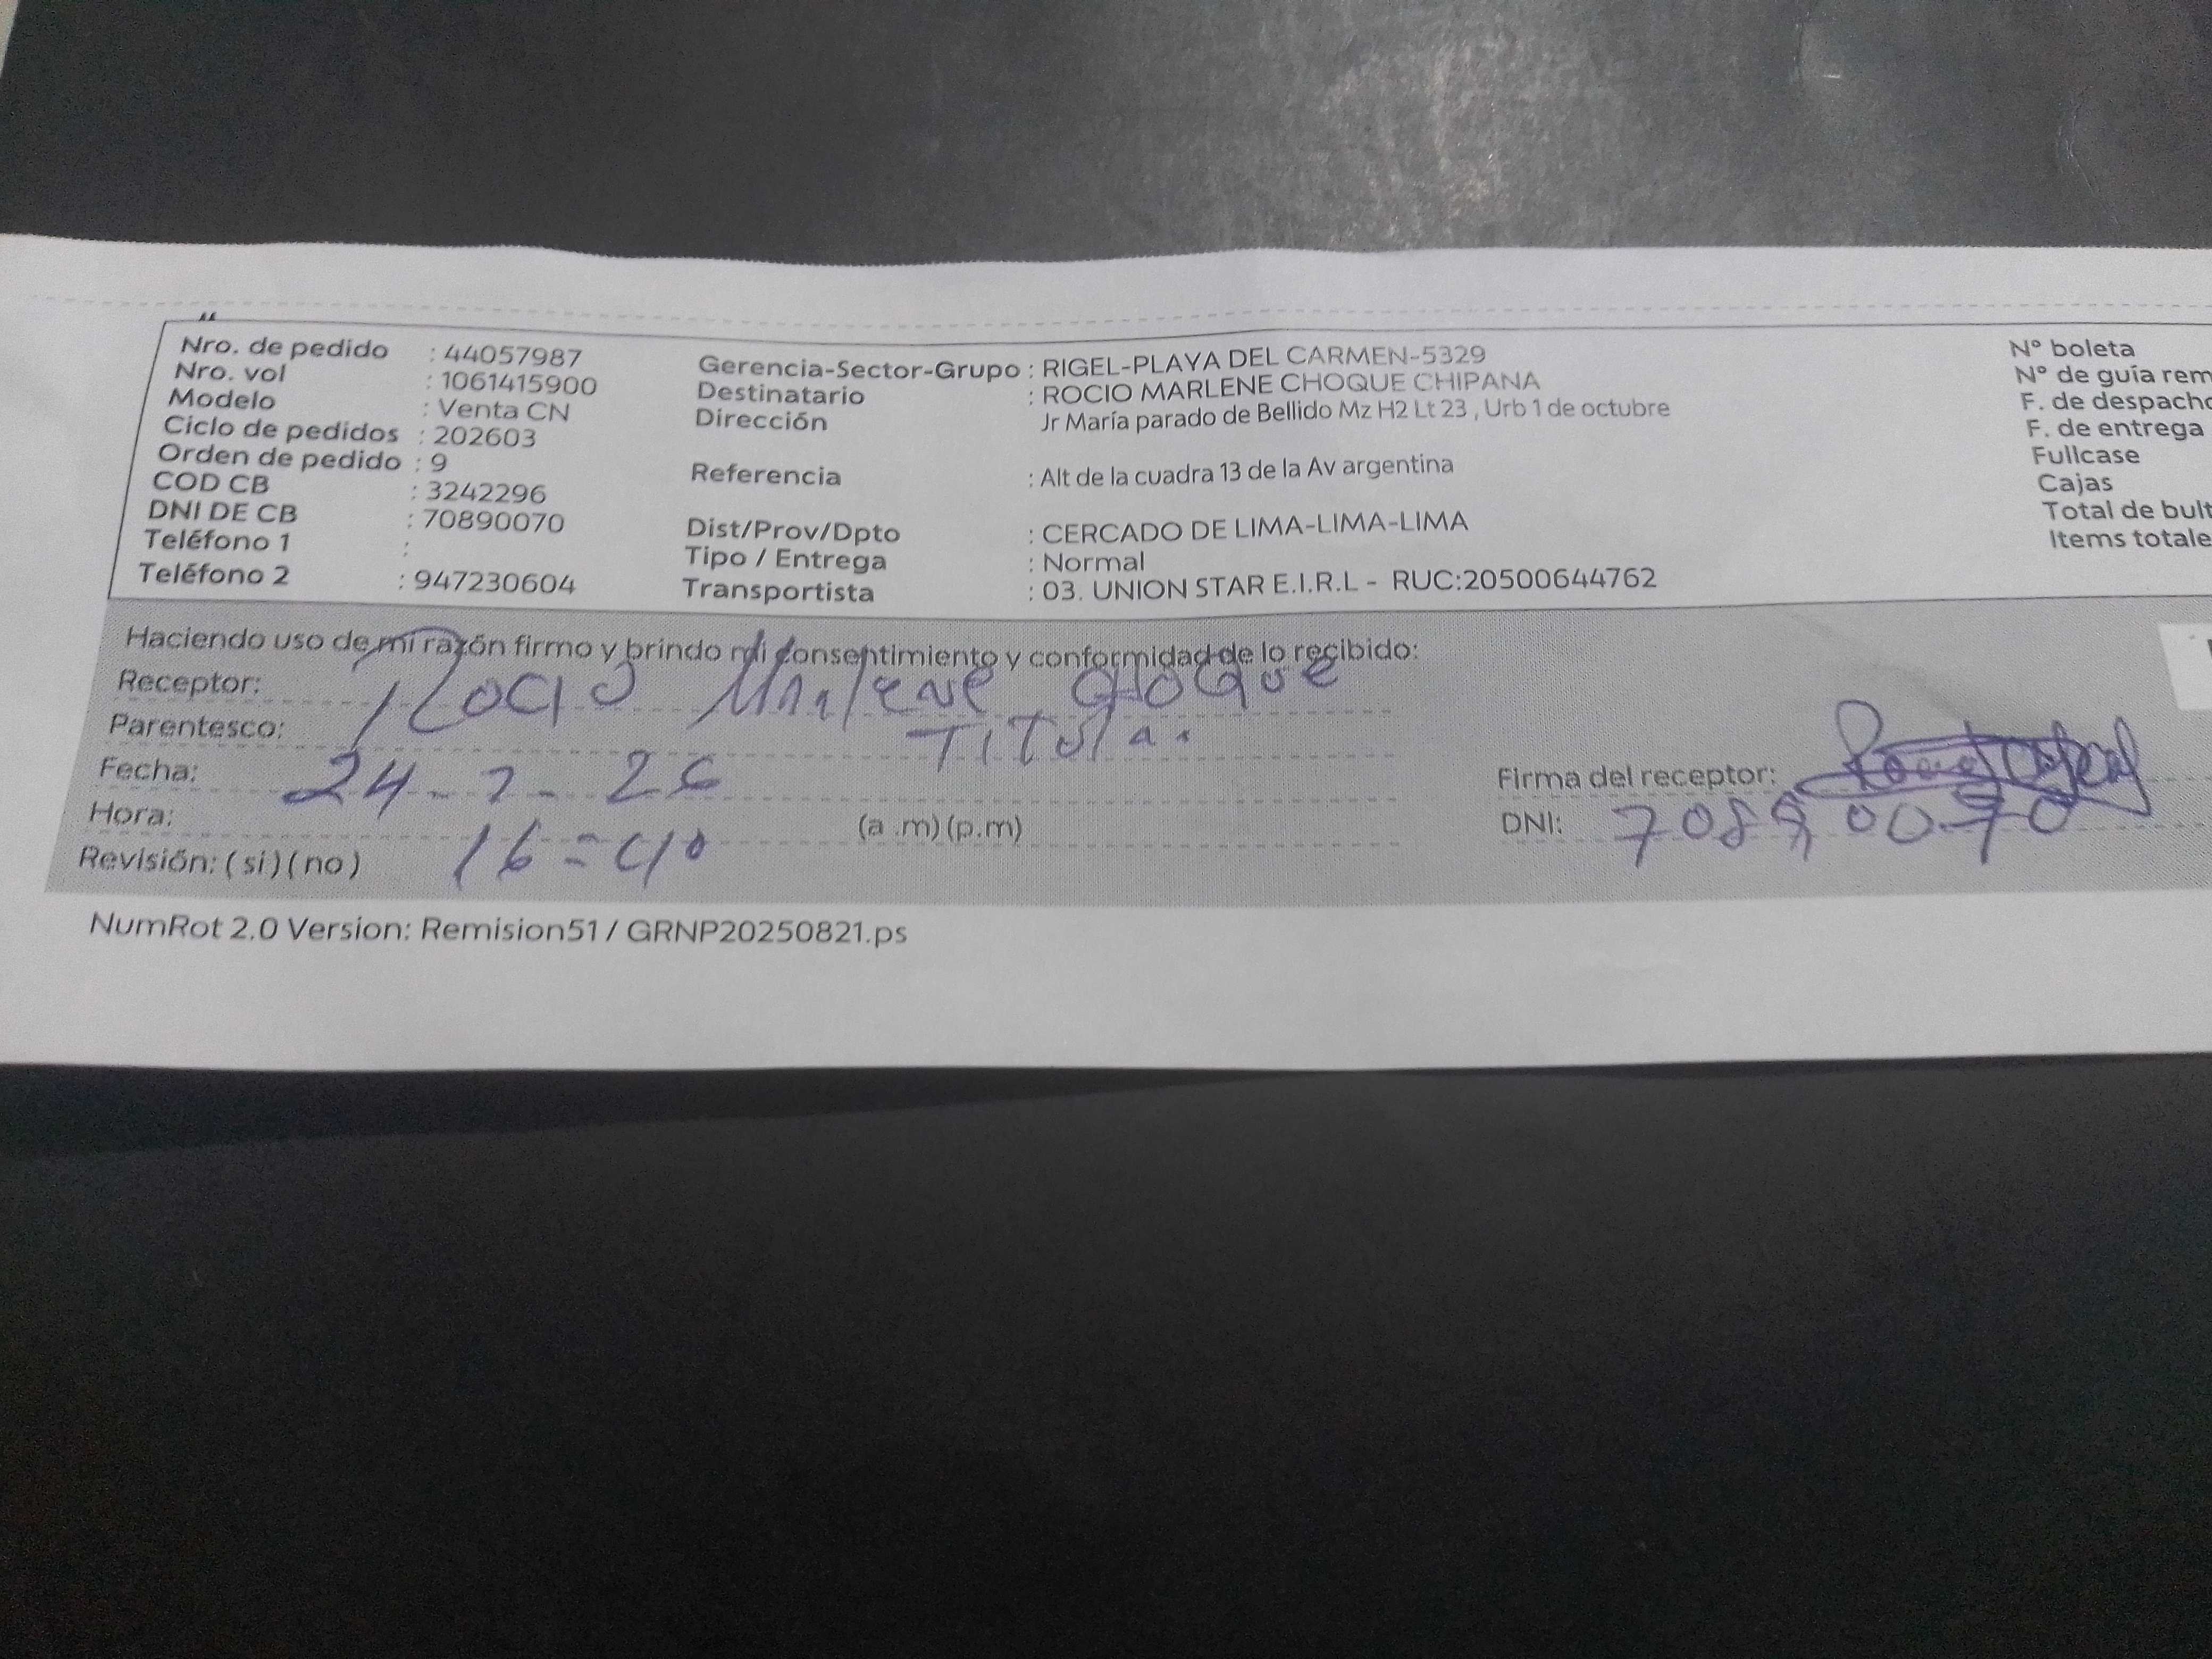 Nro. de pedido : 44057987
Nro. vol : 1061415900
Modelo : Venta CN
Ciclo de pedidos : 202603
Orden de pedido : 9
COD CB : 3242296
DNI DE CB : 70890070
Teléfono 1 :
Teléfono 2 : 947230604
Gerencia-Sector-Grupo : RIGEL-PLAYA DEL CARMEN-5329
Destinatario : ROCIO MARLENE CHOQUE CHIPANA
Dirección Jr María parado de Bellido Mz H2 Lt 23 , Urb 1 de octubre
Referencia : Alt de la cuadra 13 de la Av argentina
Dist/Prov/Dpto : CERCADO DE LIMA-LIMA-LIMA
Tipo / Entrega : Normal
Transportista : 03. UNION STAR E.I.R.L - RUC:20500644762
N° boleta
N° de guía rem
F. de despacho
F. de entrega
Fullcase
Cajas
Total de bult
Items totale
Haciendo uso de mi razón firmo y brindo mi consentimiento y conformidad de lo recibido:
Receptor: Rocio Marlene Choque
Parentesco: Titular
Fecha: 24-2-26
Hora: 16=40 (a .m) (p.m)
Revisión: ( si ) ( no )
Firma del receptor:
DNI: 70890070
NumRot 2.0 Version: Remision51 / GRNP20250821.ps